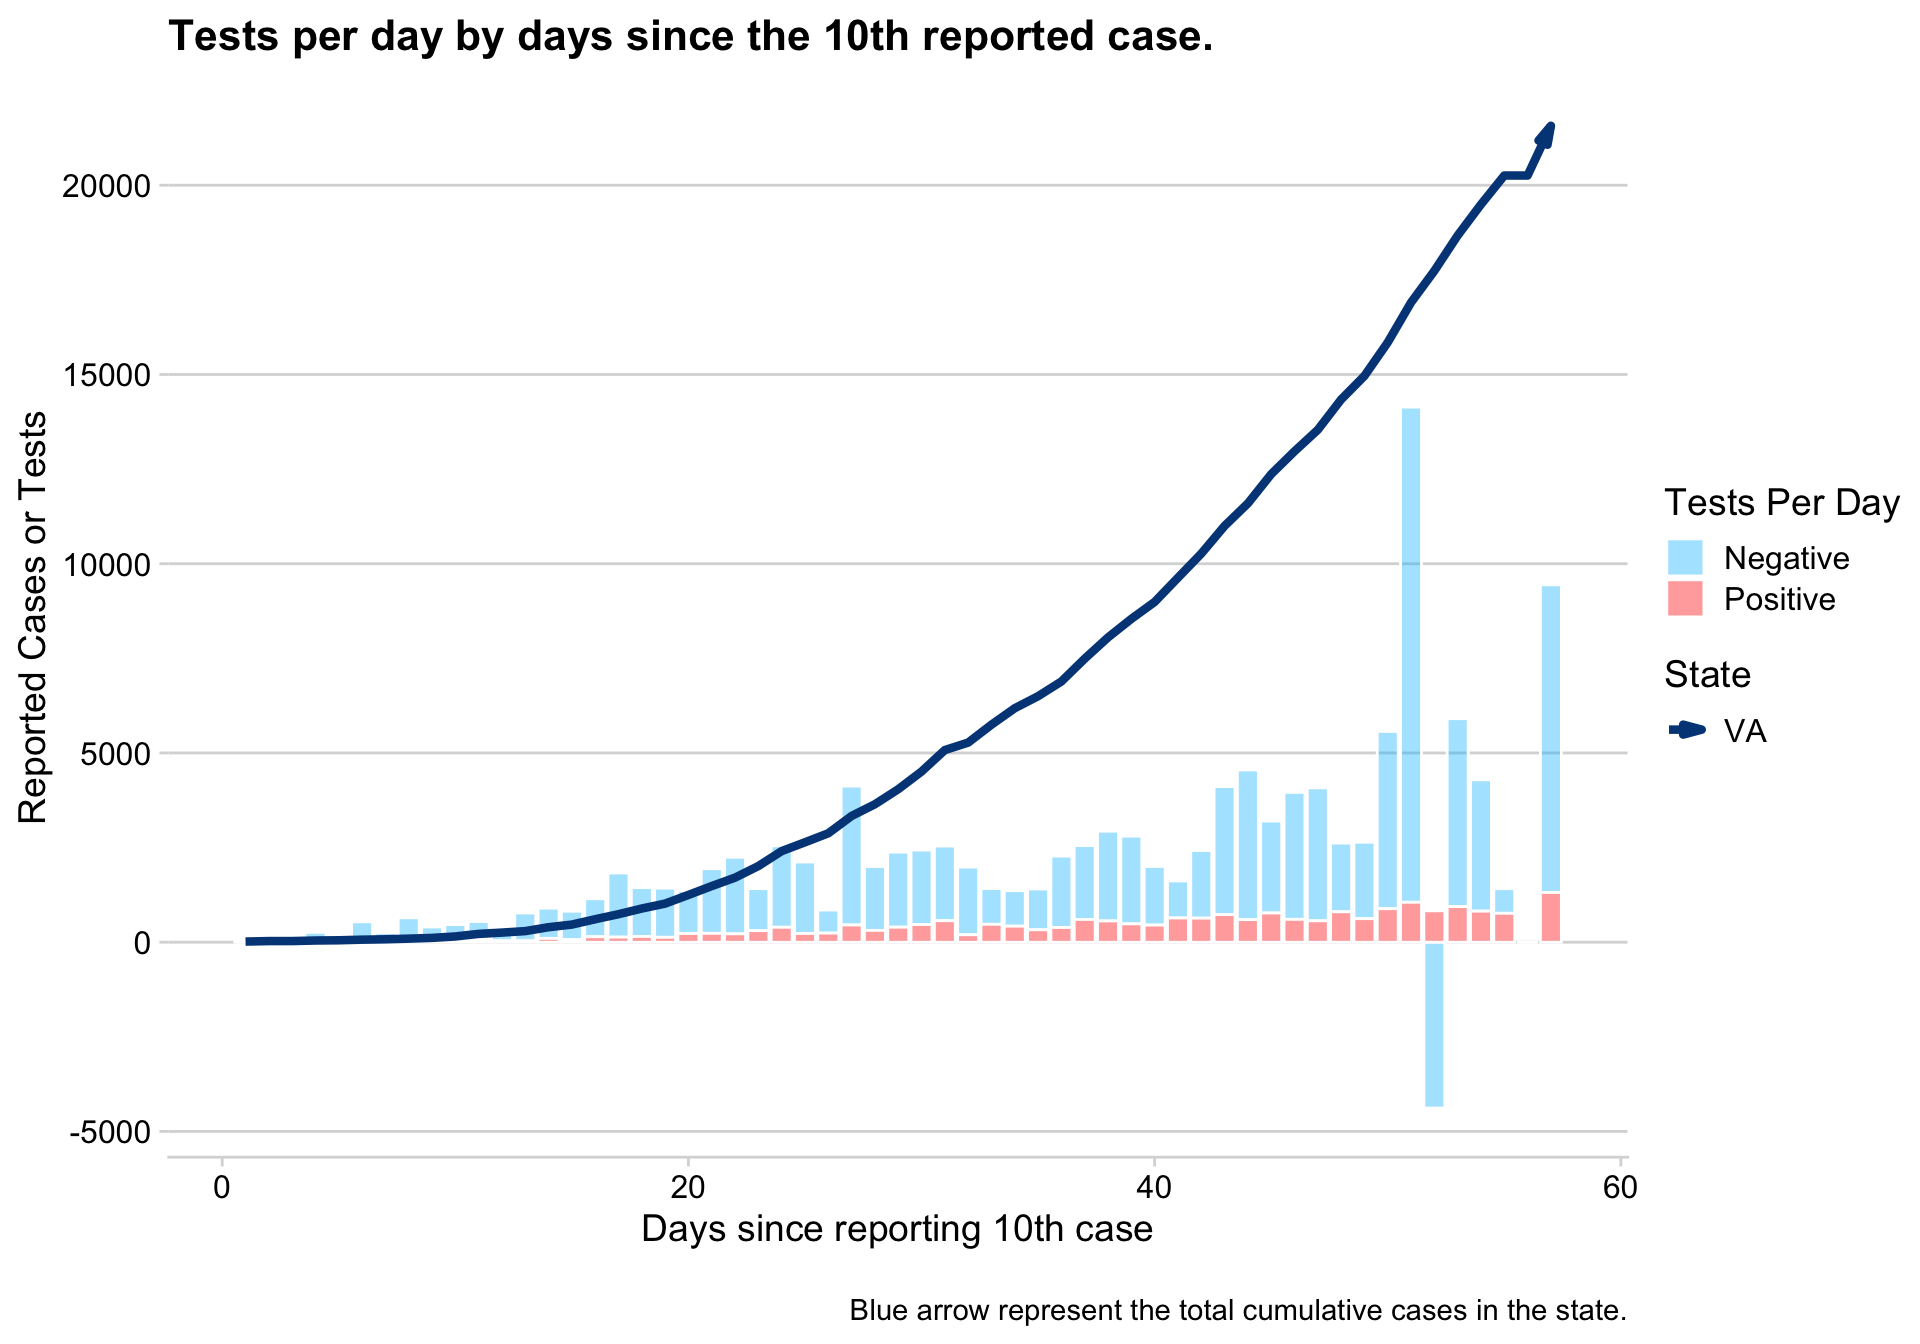 Tests per day by days since the 10th reported case.
20000
15000
10000
5000
0
-5000
Reported Cases or Tests
0 20 40 60
Days since reporting 10th case
Tests Per Day
Negative
Positive
State
VA
Blue arrow represent the total cumulative cases in the state.